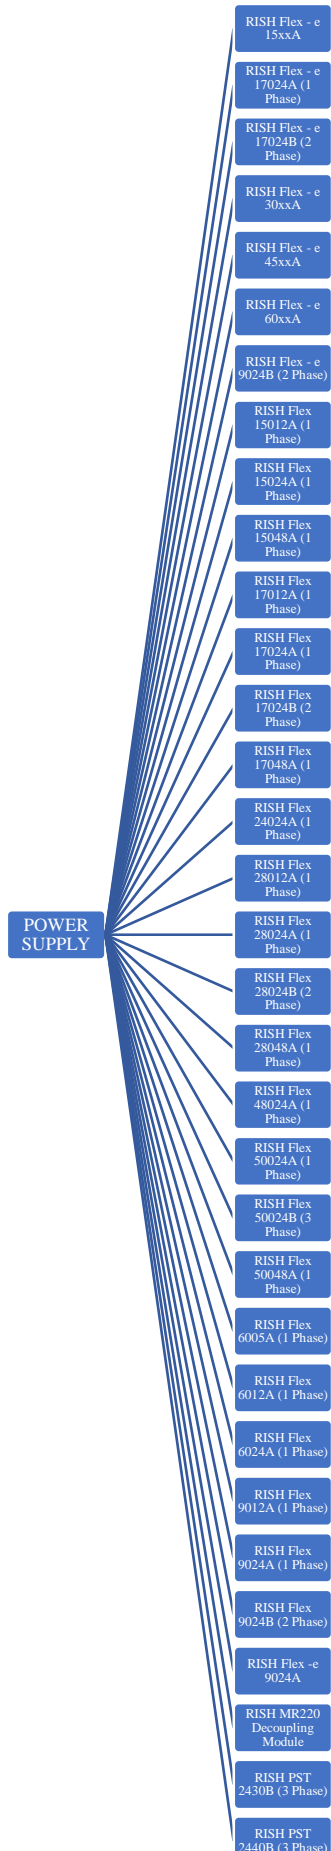 RISH Flex - e
15xxA
RISH Flex - e
17024A (1
Phase)
RISH Flex - e
17024B (2
Phase)
RISH Flex - e
30xxA
RISH Flex - e
45xxA
RISH Flex - e
60xxA
RISH Flex - e
9024B (2 Phase)
RISH Flex
15012A (1
Phase)
RISH Flex
15024A (1
Phase)
RISH Flex
15048A (1
Phase)
RISH Flex
17012A (1
Phase)
RISH Flex
17024A (1
Phase)
RISH Flex
17024B (2
Phase)
RISH Flex
17048A (1
Phase)
RISH Flex
24024A (1
Phase)
RISH Flex
28012A (1
Phase)
POWER
SUPPLY
RISH Flex
28024A (1
Phase)
RISH Flex
28024B (2
Phase)
RISH Flex
28048A (1
Phase)
RISH Flex
48024A (1
Phase)
RISH Flex
50024A (1
Phase)
RISH Flex
50024B (3
Phase)
RISH Flex
50048A (1
Phase)
RISH Flex
6005A (1 Phase)
RISH Flex
6012A (1 Phase)
RISH Flex
6024A (1 Phase)
RISH Flex
9012A (1 Phase)
RISH Flex
9024A (1 Phase)
RISH Flex
9024B (2 Phase)
RISH Flex -e
9024A
RISH MR220
Decoupling
Module
RISH PST
2430B (3 Phase)
RISH PST
2440B (3 Phase)